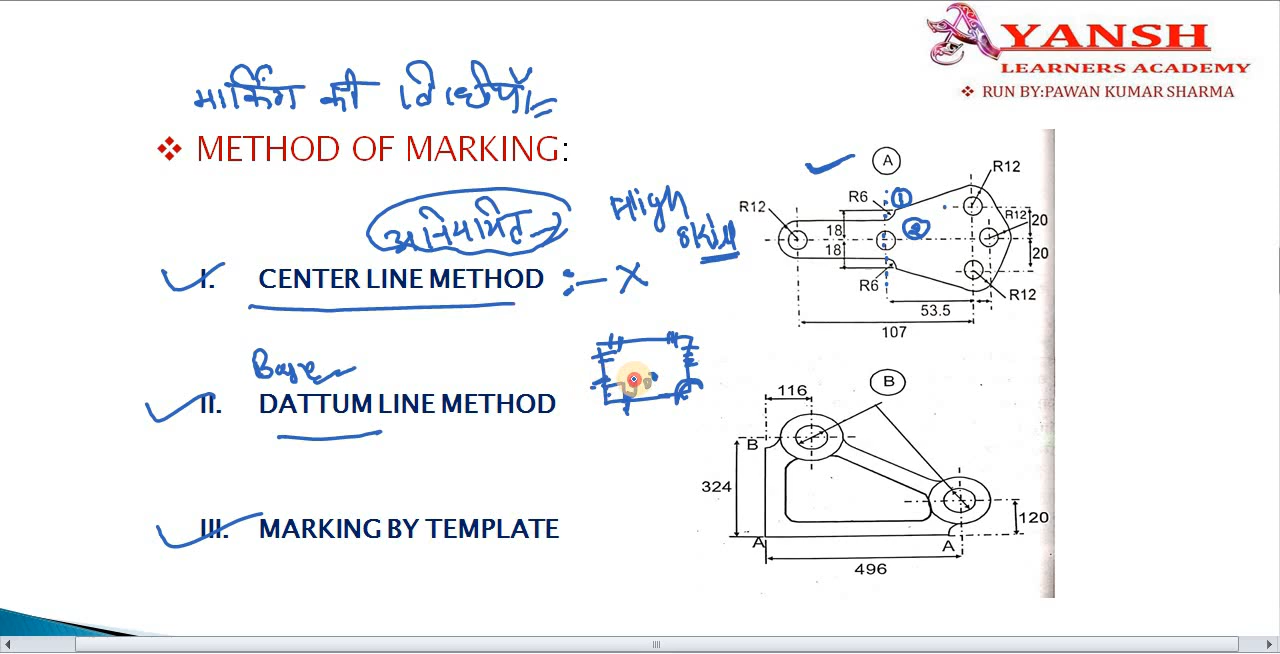 AYANSH
LEARNERS ACADEMY
❖ RUN BY:PAWAN KUMAR SHARMA
मार्किंग की विधीयाँ
❖ METHOD OF MARKING:
अनियमित
High
skill
I. CENTER LINE METHOD :- X
Base
II. DATTUM LINE METHOD
III. MARKING BY TEMPLATE
A
R12
R6
1
R12
R12
20
18
2
18
20
R6
R12
53.5
107
116
B
B
324
120
A
A
496